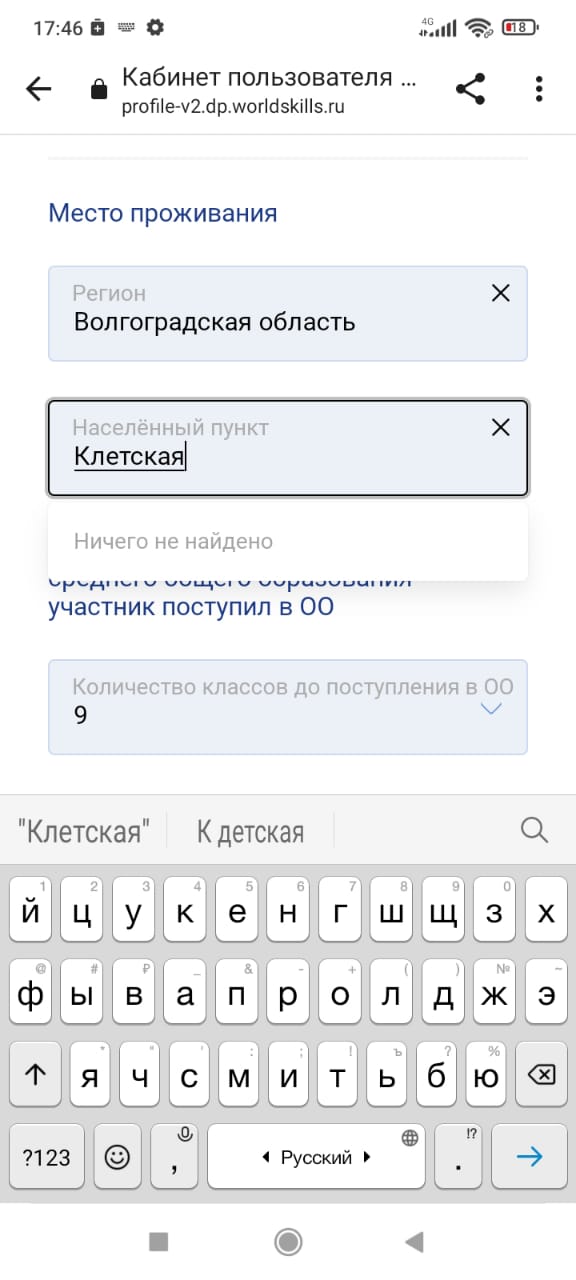 17:46
4G
18
Кабинет пользователя ...
profile-v2.dp.worldskills.ru
Место проживания
Регион
Волгоградская область
Населённый пункт
Клетская
Ничего не найдено
среднего общего образования
участник поступил в ОО
Количество классов до поступления в ОО
9
"Клетская" К детская
1 2 3 4 5 6 7 8 9 0
й ц у к е н г ш щ з х
@ # ₽ _ & - + ( ) № ~
ф ы в а п р о л д ж э
* " ' : ; ! ъ ? %
я ч с м и т ь б ю
!?
?123 , Русский .